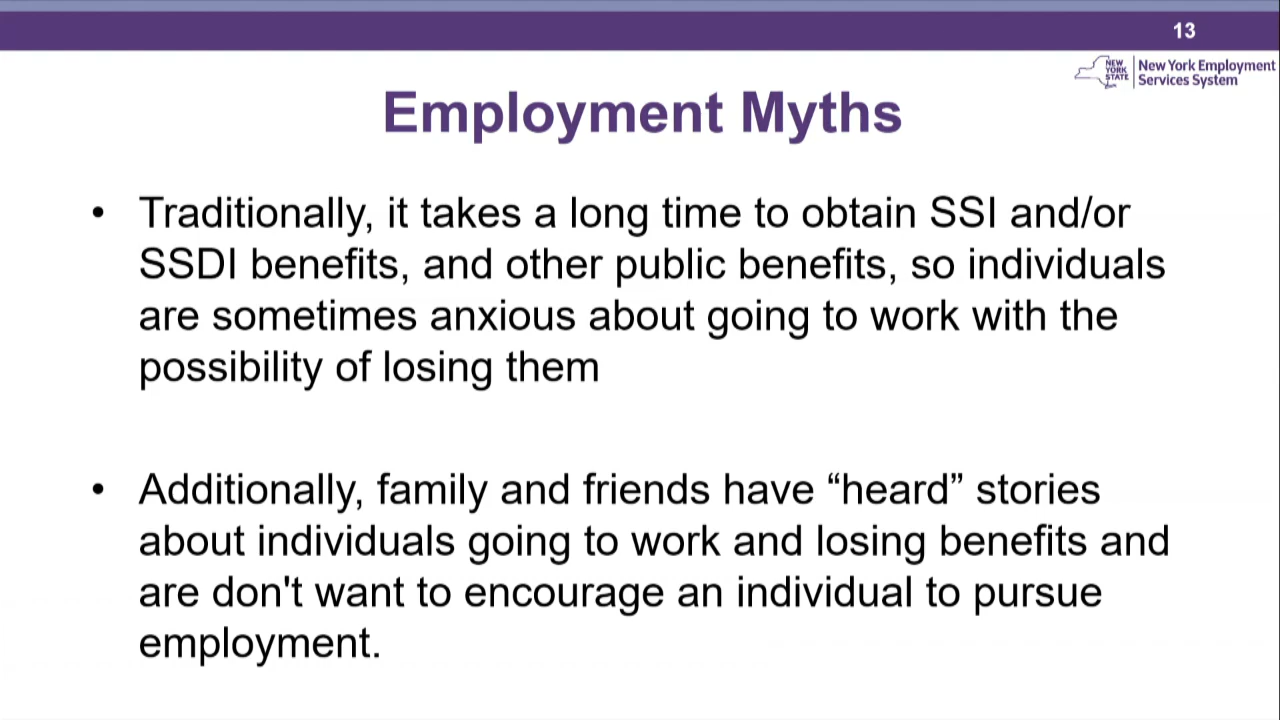 13
NEW
YORK
STATE
New York Employment
Services System
Employment Myths
• Traditionally, it takes a long time to obtain SSI and/or
SSDI benefits, and other public benefits, so individuals
are sometimes anxious about going to work with the
possibility of losing them
• Additionally, family and friends have “heard” stories
about individuals going to work and losing benefits and
are don't want to encourage an individual to pursue
employment.